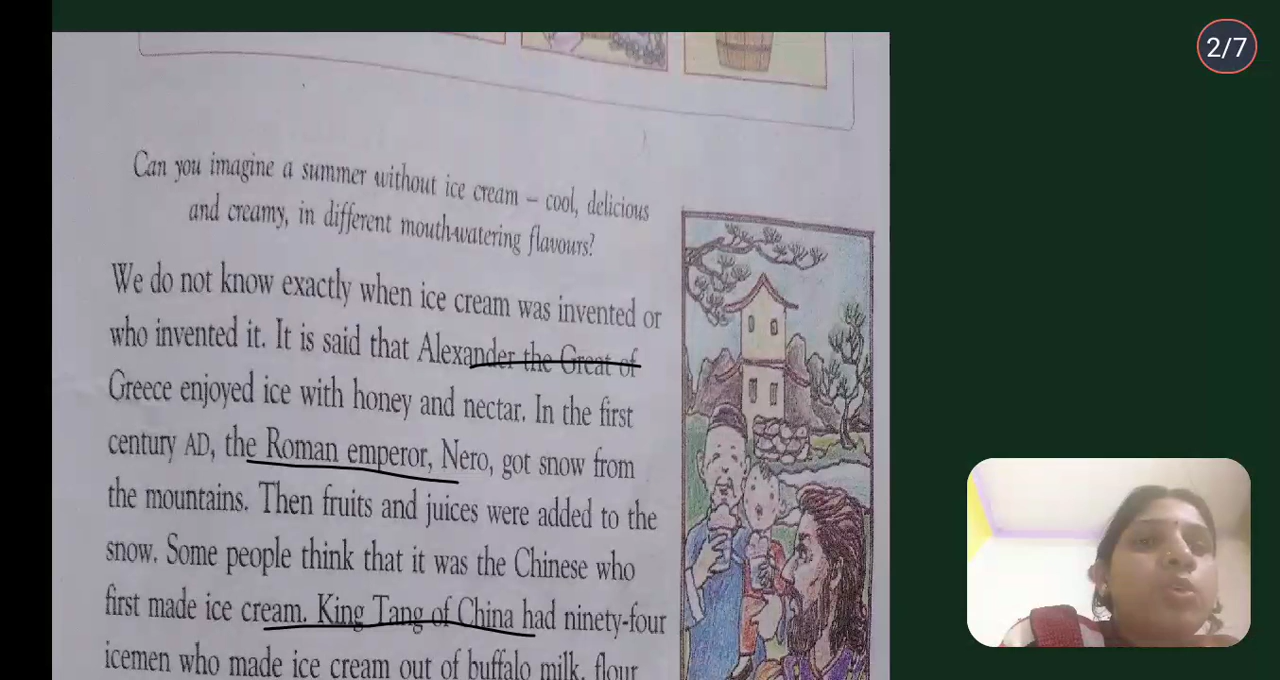 2/7
Can you imagine a summer without ice cream – cool, delicious
and creamy, in different mouth-watering flavours?
We do not know exactly when ice cream was invented or
who invented it. It is said that Alexander the Great of
Greece enjoyed ice with honey and nectar. In the first
century AD, the Roman emperor, Nero, got snow from
the mountains. Then fruits and juices were added to the
snow. Some people think that it was the Chinese who
first made ice cream. King Tang of China had ninety-four
icemen who made ice cream out of buffalo milk, flour